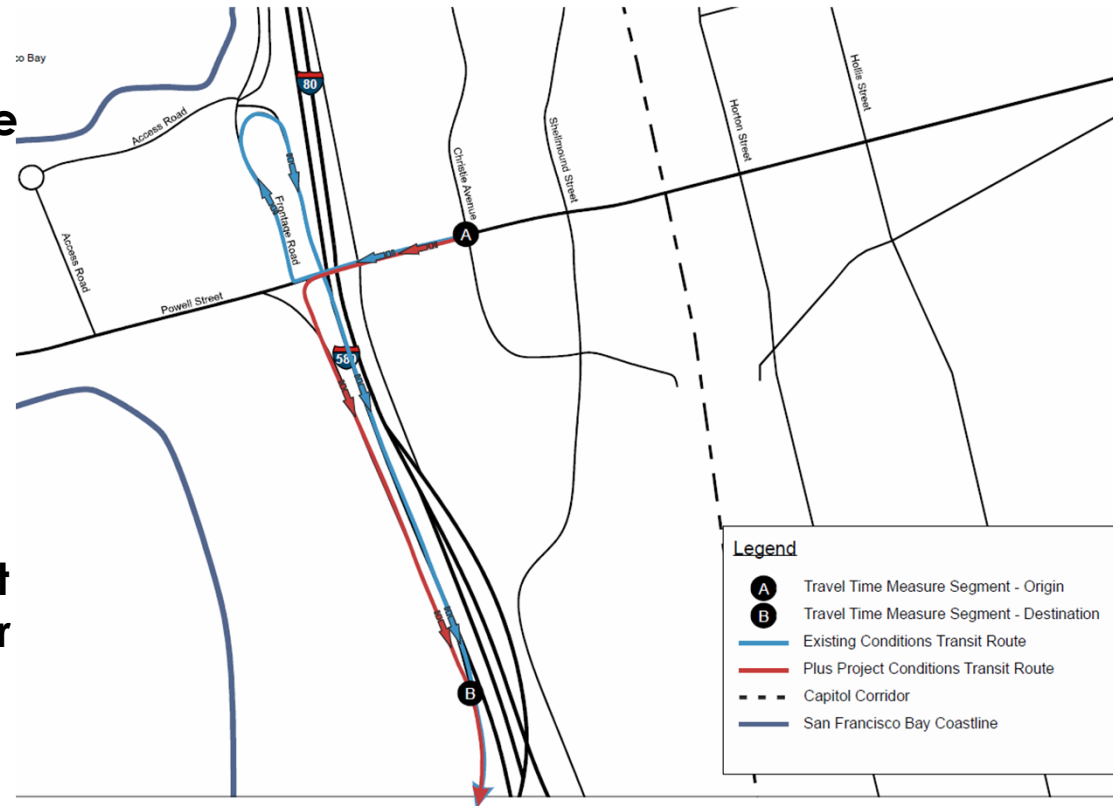 co Bay
e
80
Access Road
Hollis Street
Horton Street
Shellmound Street
Christie Avenue
A
Frontage Road
Access Road
Powell Street
580
t
r
B
Legend
A Travel Time Measure Segment - Origin
B Travel Time Measure Segment - Destination
Existing Conditions Transit Route
Plus Project Conditions Transit Route
Capitol Corridor
San Francisco Bay Coastline